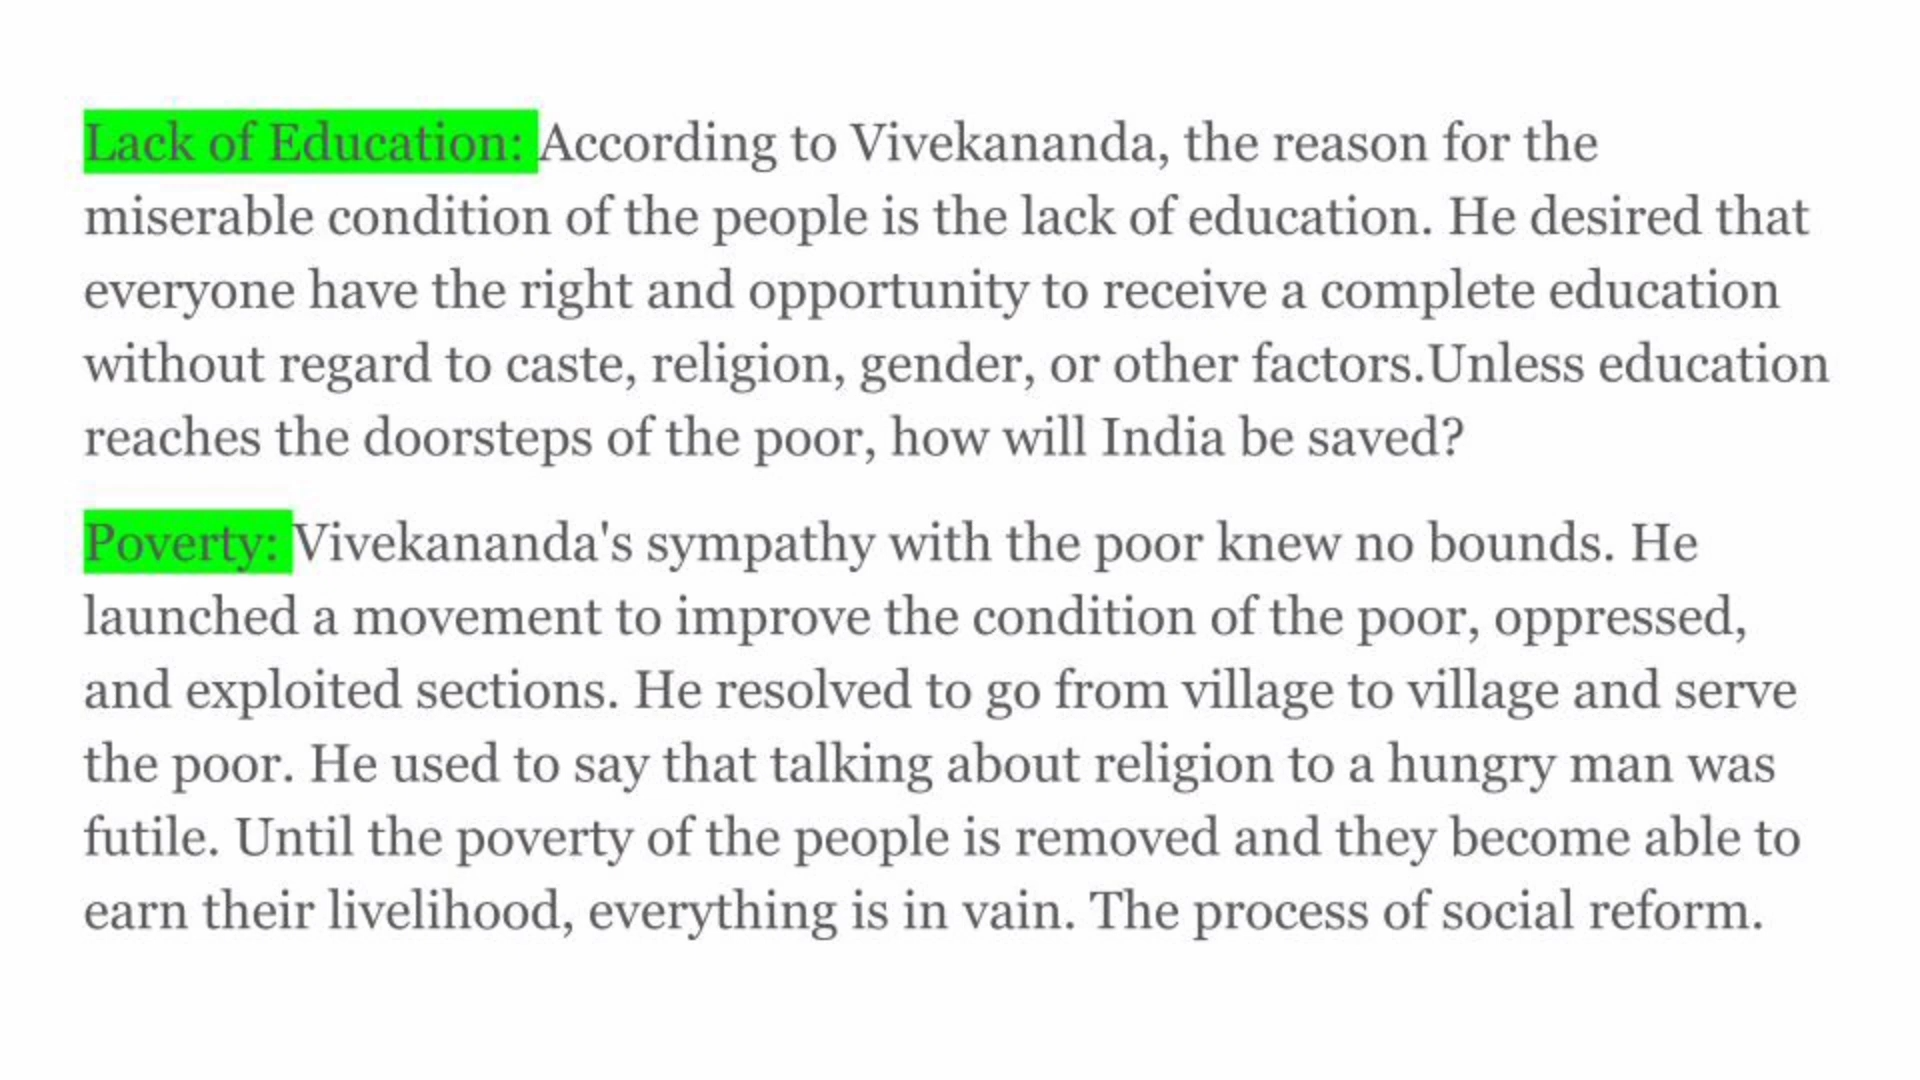 Lack of Education: According to Vivekananda, the reason for the
miserable condition of the people is the lack of education. He desired that
everyone have the right and opportunity to receive a complete education
without regard to caste, religion, gender, or other factors.Unless education
reaches the doorsteps of the poor, how will India be saved?
Poverty: Vivekananda's sympathy with the poor knew no bounds. He
launched a movement to improve the condition of the poor, oppressed,
and exploited sections. He resolved to go from village to village and serve
the poor. He used to say that talking about religion to a hungry man was
futile. Until the poverty of the people is removed and they become able to
earn their livelihood, everything is in vain. The process of social reform.